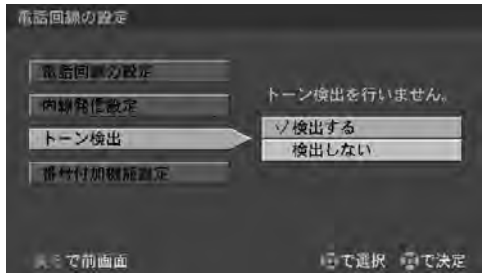 電話回線の設定
電話回線の設定
内線発信設定
トーン検出
番号付加機能設定
トーン検出を行いません。
✓検出する
検出しない
で前画面
で選択 で決定